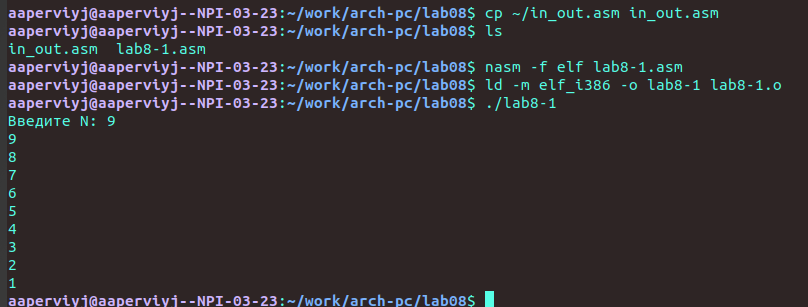 aaperviyj@aaperviyj--NPI-03-23:~/work/arch-pc/lab08$ cp ~/in_out.asm in_out.asm
aaperviyj@aaperviyj--NPI-03-23:~/work/arch-pc/lab08$ ls
in_out.asm  lab8-1.asm
aaperviyj@aaperviyj--NPI-03-23:~/work/arch-pc/lab08$ nasm -f elf lab8-1.asm
aaperviyj@aaperviyj--NPI-03-23:~/work/arch-pc/lab08$ ld -m elf_i386 -o lab8-1 lab8-1.o
aaperviyj@aaperviyj--NPI-03-23:~/work/arch-pc/lab08$ ./lab8-1
Введите N: 9
9
8
7
6
5
4
3
2
1
aaperviyj@aaperviyj--NPI-03-23:~/work/arch-pc/lab08$